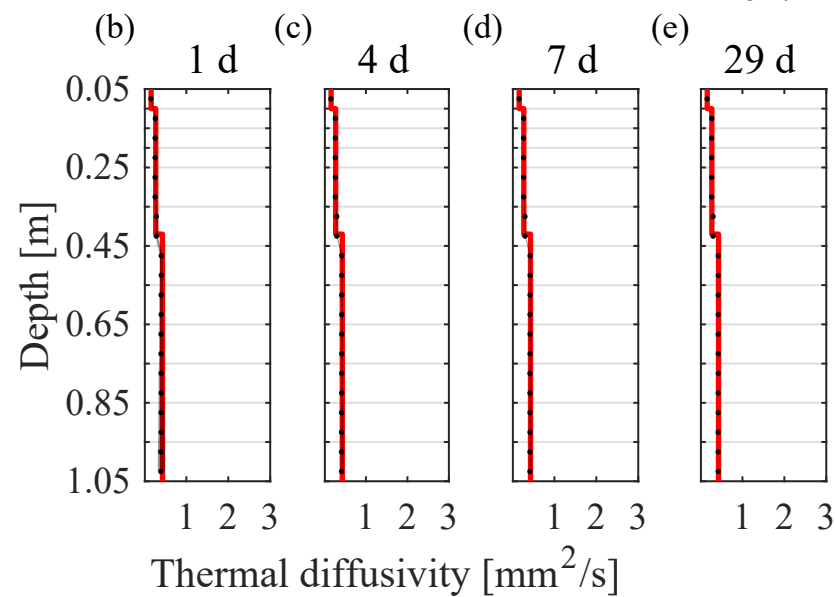 (b) (c) (d) (e)
1 d 4 d 7 d 29 d
0.05
0.25
0.45
0.65
0.85
1.05
Depth [m]
1 2 3 1 2 3 1 2 3 1 2 3
Thermal diffusivity [mm²/s]